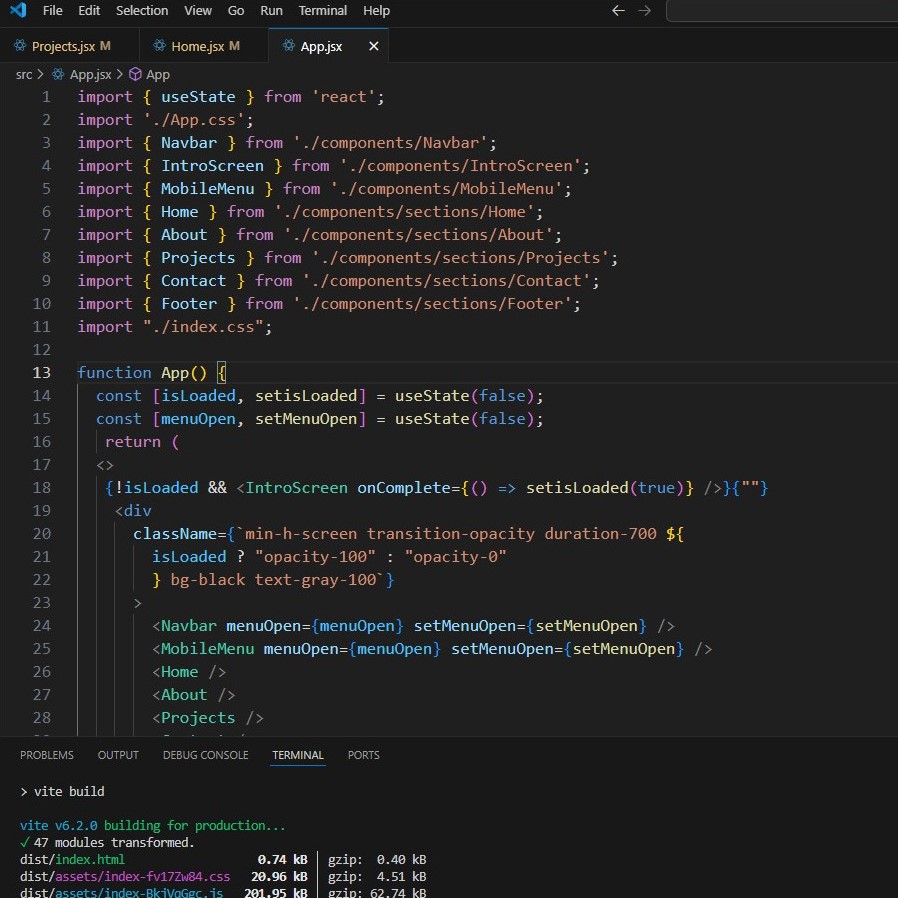 File Edit Selection View Go Run Terminal Help
Projects.jsx M Home.jsx M App.jsx
src App.jsx App
1 import { useState } from 'react';
2 import './App.css';
3 import { Navbar } from './components/Navbar';
4 import { IntroScreen } from './components/IntroScreen';
5 import { MobileMenu } from './components/MobileMenu';
6 import { Home } from './components/sections/Home';
7 import { About } from './components/sections/About';
8 import { Projects } from './components/sections/Projects';
9 import { Contact } from './components/sections/Contact';
10 import { Footer } from './components/sections/Footer';
11 import "./index.css";
12
13 function App() {
14 const [isLoaded, setisLoaded] = useState(false);
15 const [menuOpen, setMenuOpen] = useState(false);
16 return (
17 <>
18 {!isLoaded && <IntroScreen onComplete={() => setisLoaded(true)} />}{""}
19 <div
20 className={`min-h-screen transition-opacity duration-700 ${
21 isLoaded ? "opacity-100" : "opacity-0"
22 } bg-black text-gray-100`}
23 >
24 <Navbar menuOpen={menuOpen} setMenuOpen={setMenuOpen} />
25 <MobileMenu menuOpen={menuOpen} setMenuOpen={setMenuOpen} />
26 <Home />
27 <About />
28 <Projects />
PROBLEMS OUTPUT DEBUG CONSOLE TERMINAL PORTS
> vite build
vite v6.2.0 building for production...
✓ 47 modules transformed.
dist/index.html 0.74 kB │ gzip: 0.40 kB
dist/assets/index-fv17Zw84.css 20.96 kB │ gzip: 4.51 kB
dist/assets/index-BkjVqGgc.js 201.95 kB │ gzip: 62.74 kB